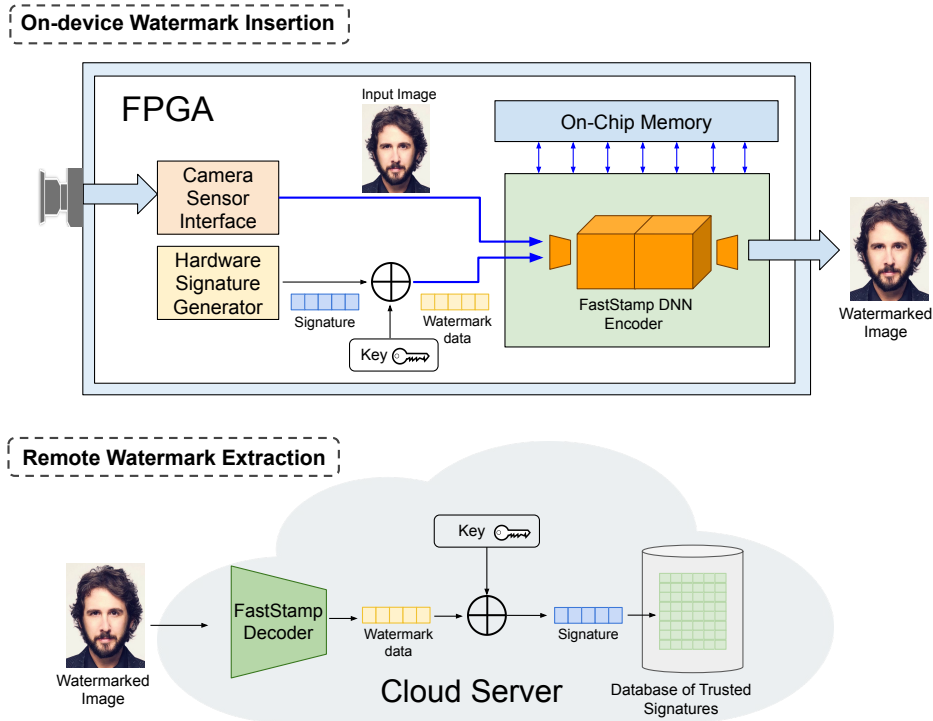 On-device Watermark Insertion
FPGA
Input Image
On-Chip Memory
Camera
Sensor
Interface
Hardware
Signature
Generator
Signature
Watermark
data
Key
FastStamp DNN
Encoder
Watermarked
Image
Remote Watermark Extraction
Key
FastStamp
Decoder
Watermark
data
Signature
Watermarked
Image
Cloud Server
Database of Trusted
Signatures